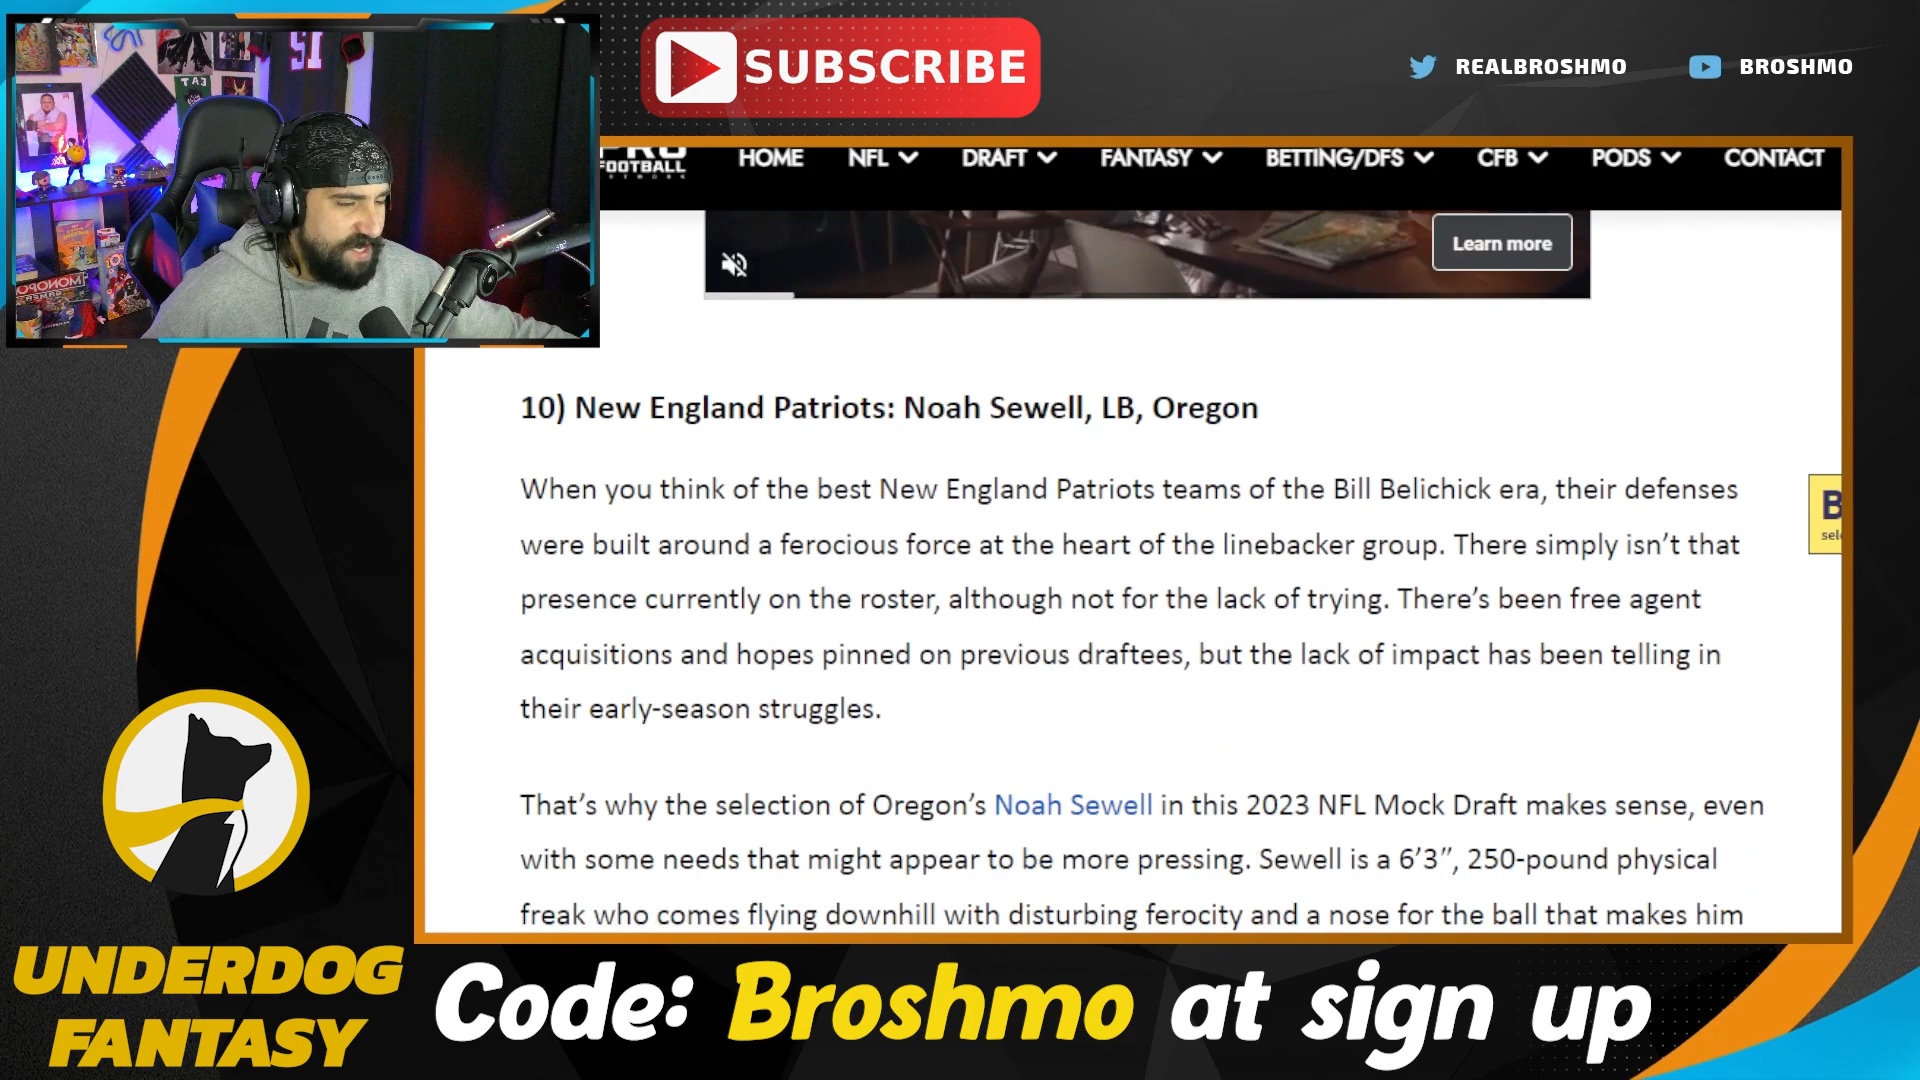 SUBSCRIBE
REALBROSHMO
BROSHMO
TA3
51
MONOPOLY
PRO
FOOTBALL
NETWORK
HOME NFL DRAFT FANTASY BETTING/DFS CFB PODS CONTACT
Learn more
10) New England Patriots: Noah Sewell, LB, Oregon
When you think of the best New England Patriots teams of the Bill Belichick era, their defenses
were built around a ferocious force at the heart of the linebacker group. There simply isn’t that
presence currently on the roster, although not for the lack of trying. There’s been free agent
acquisitions and hopes pinned on previous draftees, but the lack of impact has been telling in
their early-season struggles.
That’s why the selection of Oregon’s Noah Sewell in this 2023 NFL Mock Draft makes sense, even
with some needs that might appear to be more pressing. Sewell is a 6’3”, 250-pound physical
freak who comes flying downhill with disturbing ferocity and a nose for the ball that makes him
B
sele
UNDERDOG
FANTASY
Code: Broshmo at sign up